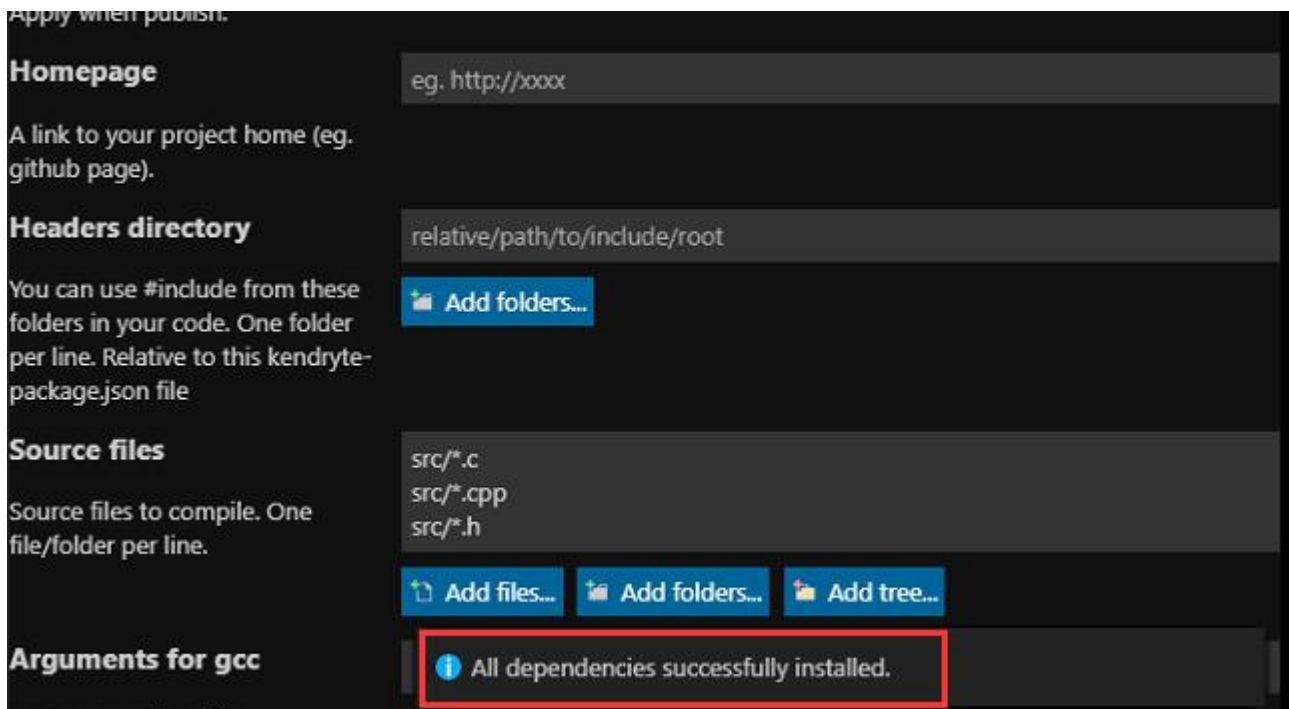 Apply when publish.
Homepage
eg. http://xxxx
A link to your project home (eg.
github page).
Headers directory
relative/path/to/include/root
You can use #include from these
folders in your code. One folder
per line. Relative to this kendryte-
package.json file
Add folders...
Source files
src/*.c
src/*.cpp
src/*.h
Source files to compile. One
file/folder per line.
Add files...
Add folders...
Add tree...
Arguments for gcc
All dependencies successfully installed.